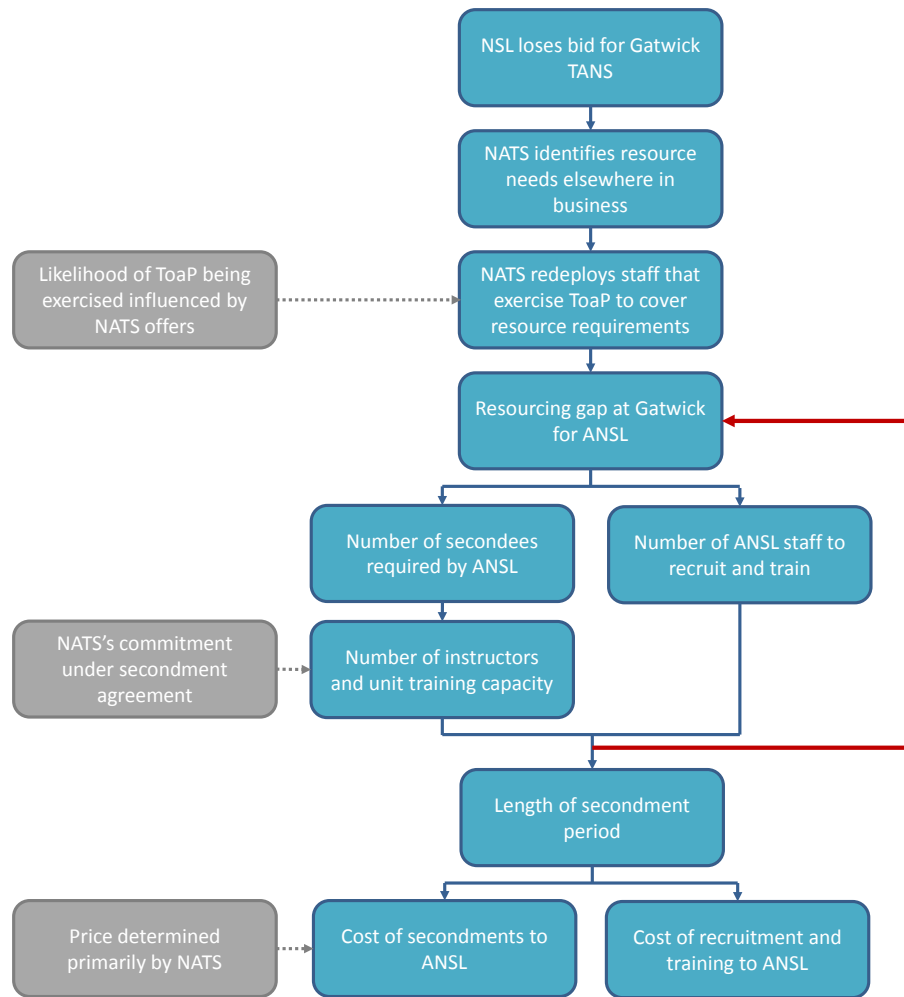 NSL loses bid for Gatwick
TANS
NATS identifies resource
needs elsewhere in
business
Likelihood of ToaP being
exercised influenced by
NATS offers
NATS redeploys staff that
exercise ToaP to cover
resource requirements
Resourcing gap at Gatwick
for ANSL
Number of secondees
required by ANSL
Number of ANSL staff to
recruit and train
NATS's commitment
under secondment
agreement
Number of instructors
and unit training capacity
Length of secondment
period
Price determined
primarily by NATS
Cost of secondments to
ANSL
Cost of recruitment and
training to ANSL